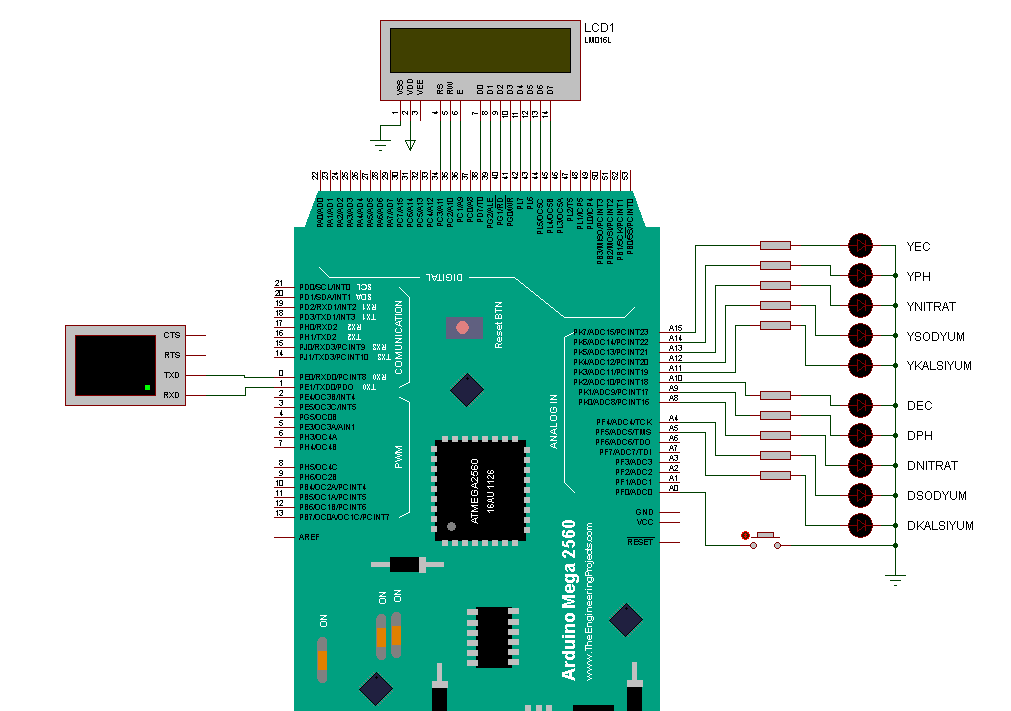 LCD1
LM016L
VSS VDD VEE RS RW E D0 D1 D2 D3 D4 D5 D6 D7
1 2 3 4 5 6 7 8 9 10 11 12 13 14
22 23 24 25 26 27 28 29 30 31 32 33 34 35 36 37 38 39 40 41 42 43 44 45 46 47 48 49 50 51 52 53
PA0/AD0
PA1/AD1
PA2/AD2
PA3/AD3
PA4/AD4
PA5/AD5
PA6/AD6
PA7/AD7
PC7/A15
PC6/A14
PC5/A13
PC4/A12
PC3/A11
PC2/A10
PC1/A9
PC0/A8
PD7/T0
PG2/ALE
PG1/RD
PG0/WR
PL7
PL6
PL5/OC5C
PL4/OC5B
PL3/OC5A
PL2/T5
PL1/ICP5
PL0/ICP4
PB3/MISO/PCINT3
PB2/MOSI/PCINT2
PB1/SCK/PCINT1
PB0/SS/PCINT0
DIGITAL
21 PD0/SCL/INT0 SCL
20 PD1/SDA/INT1 SDA
19 PD2/RXD1/INT2 RX1
18 PD3/TXD1/INT3 TX1
17 PH0/RXD2 RX2
16 PH1/TXD2 TX2
15 PJ0/RXD3/PCINT9 RX3
14 PJ1/TXD3/PCINT10 TX3
0 PE0/RXD0/PCINT8 RX0
1 PE1/TXD0/PDO TX0
2 PE4/OC3B/INT4
3 PE5/OC3C/INT5
4 PG5/OC0B
5 PE3/OC3A/AIN1
6 PH3/OC4A
7 PH4/OC4B
8 PH5/OC4C
9 PH6/OC2B
10 PB4/OC2A/PCINT4
11 PB5/OC1A/PCINT5
12 PB6/OC1B/PCINT6
13 PB7/OC0A/OC1C/PCINT7
AREF
COMUNICATION
PWM
CTS
RTS
TXD
RXD
Reset BTN
ANALOG IN
PK7/ADC15/PCINT23 A15
PK6/ADC14/PCINT22 A14
PK5/ADC13/PCINT21 A13
PK4/ADC12/PCINT20 A12
PK3/ADC11/PCINT19 A11
PK2/ADC10/PCINT18 A10
PK1/ADC9/PCINT17 A9
PK0/ADC8/PCINT16 A8
PF4/ADC4/TCK A4
PF5/ADC5/TMS A5
PF6/ADC6/TDO A6
PF7/ADC7/TDI A7
PF3/ADC3 A3
PF2/ADC2 A2
PF1/ADC1 A1
PF0/ADC0 A0
GND
VCC
RESET
YEC
YPH
YNITRAT
YSODYUM
YKALSIYUM
DEC
DPH
DNITRAT
DSODYUM
DKALSIYUM
ATMEGA2560
16AU 1126
ON
ON
ON
Arduino Mega 2560
www.TheEngineeringProjects.com